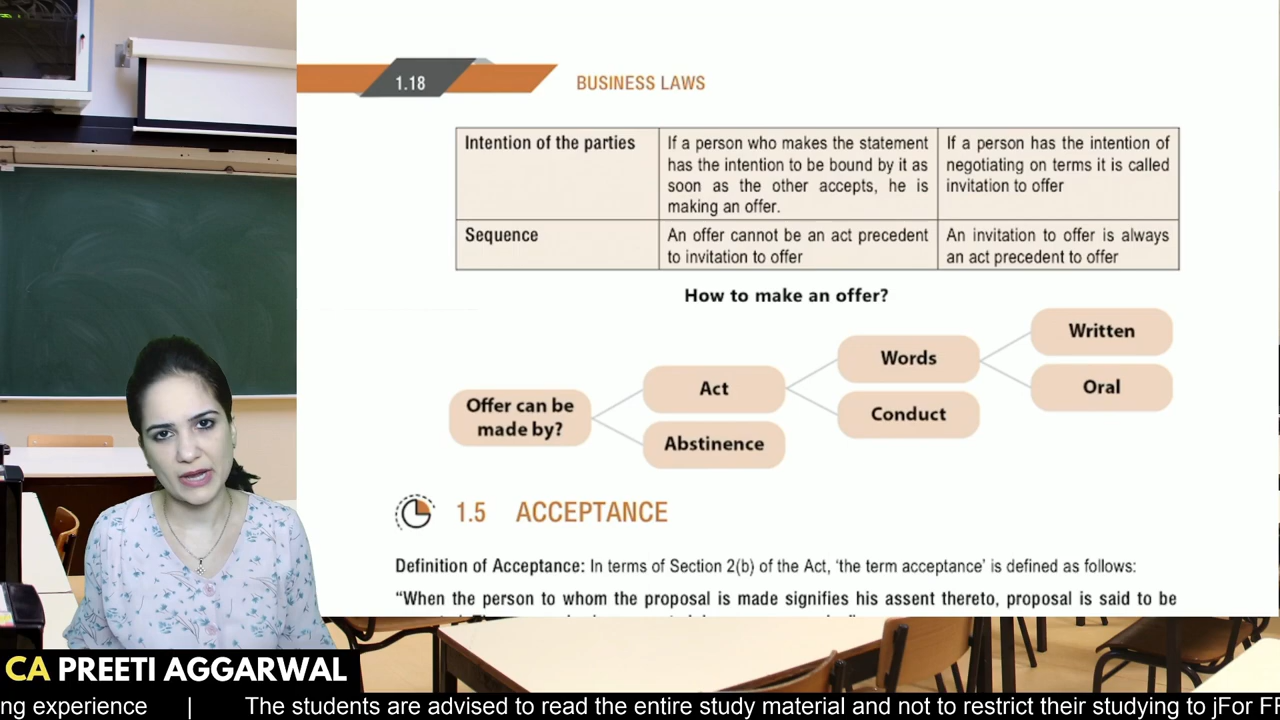 1.18
BUSINESS LAWS
Intention of the parties
If a person who makes the statement
has the intention to be bound by it as
soon as the other accepts, he is
making an offer.
If a person has the intention of
negotiating on terms it is called
invitation to offer
Sequence
An offer cannot be an act precedent
to invitation to offer
An invitation to offer is always
an act precedent to offer
How to make an offer?
Offer can be
made by?
Act
Abstinence
Words
Conduct
Written
Oral
1.5 ACCEPTANCE
Definition of Acceptance: In terms of Section 2(b) of the Act, ‘the term acceptance’ is defined as follows:
“When the person to whom the proposal is made signifies his assent thereto, proposal is said to be
CA PREETI AGGARWAL
ng experience | The students are advised to read the entire study material and not to restrict their studying to jFor